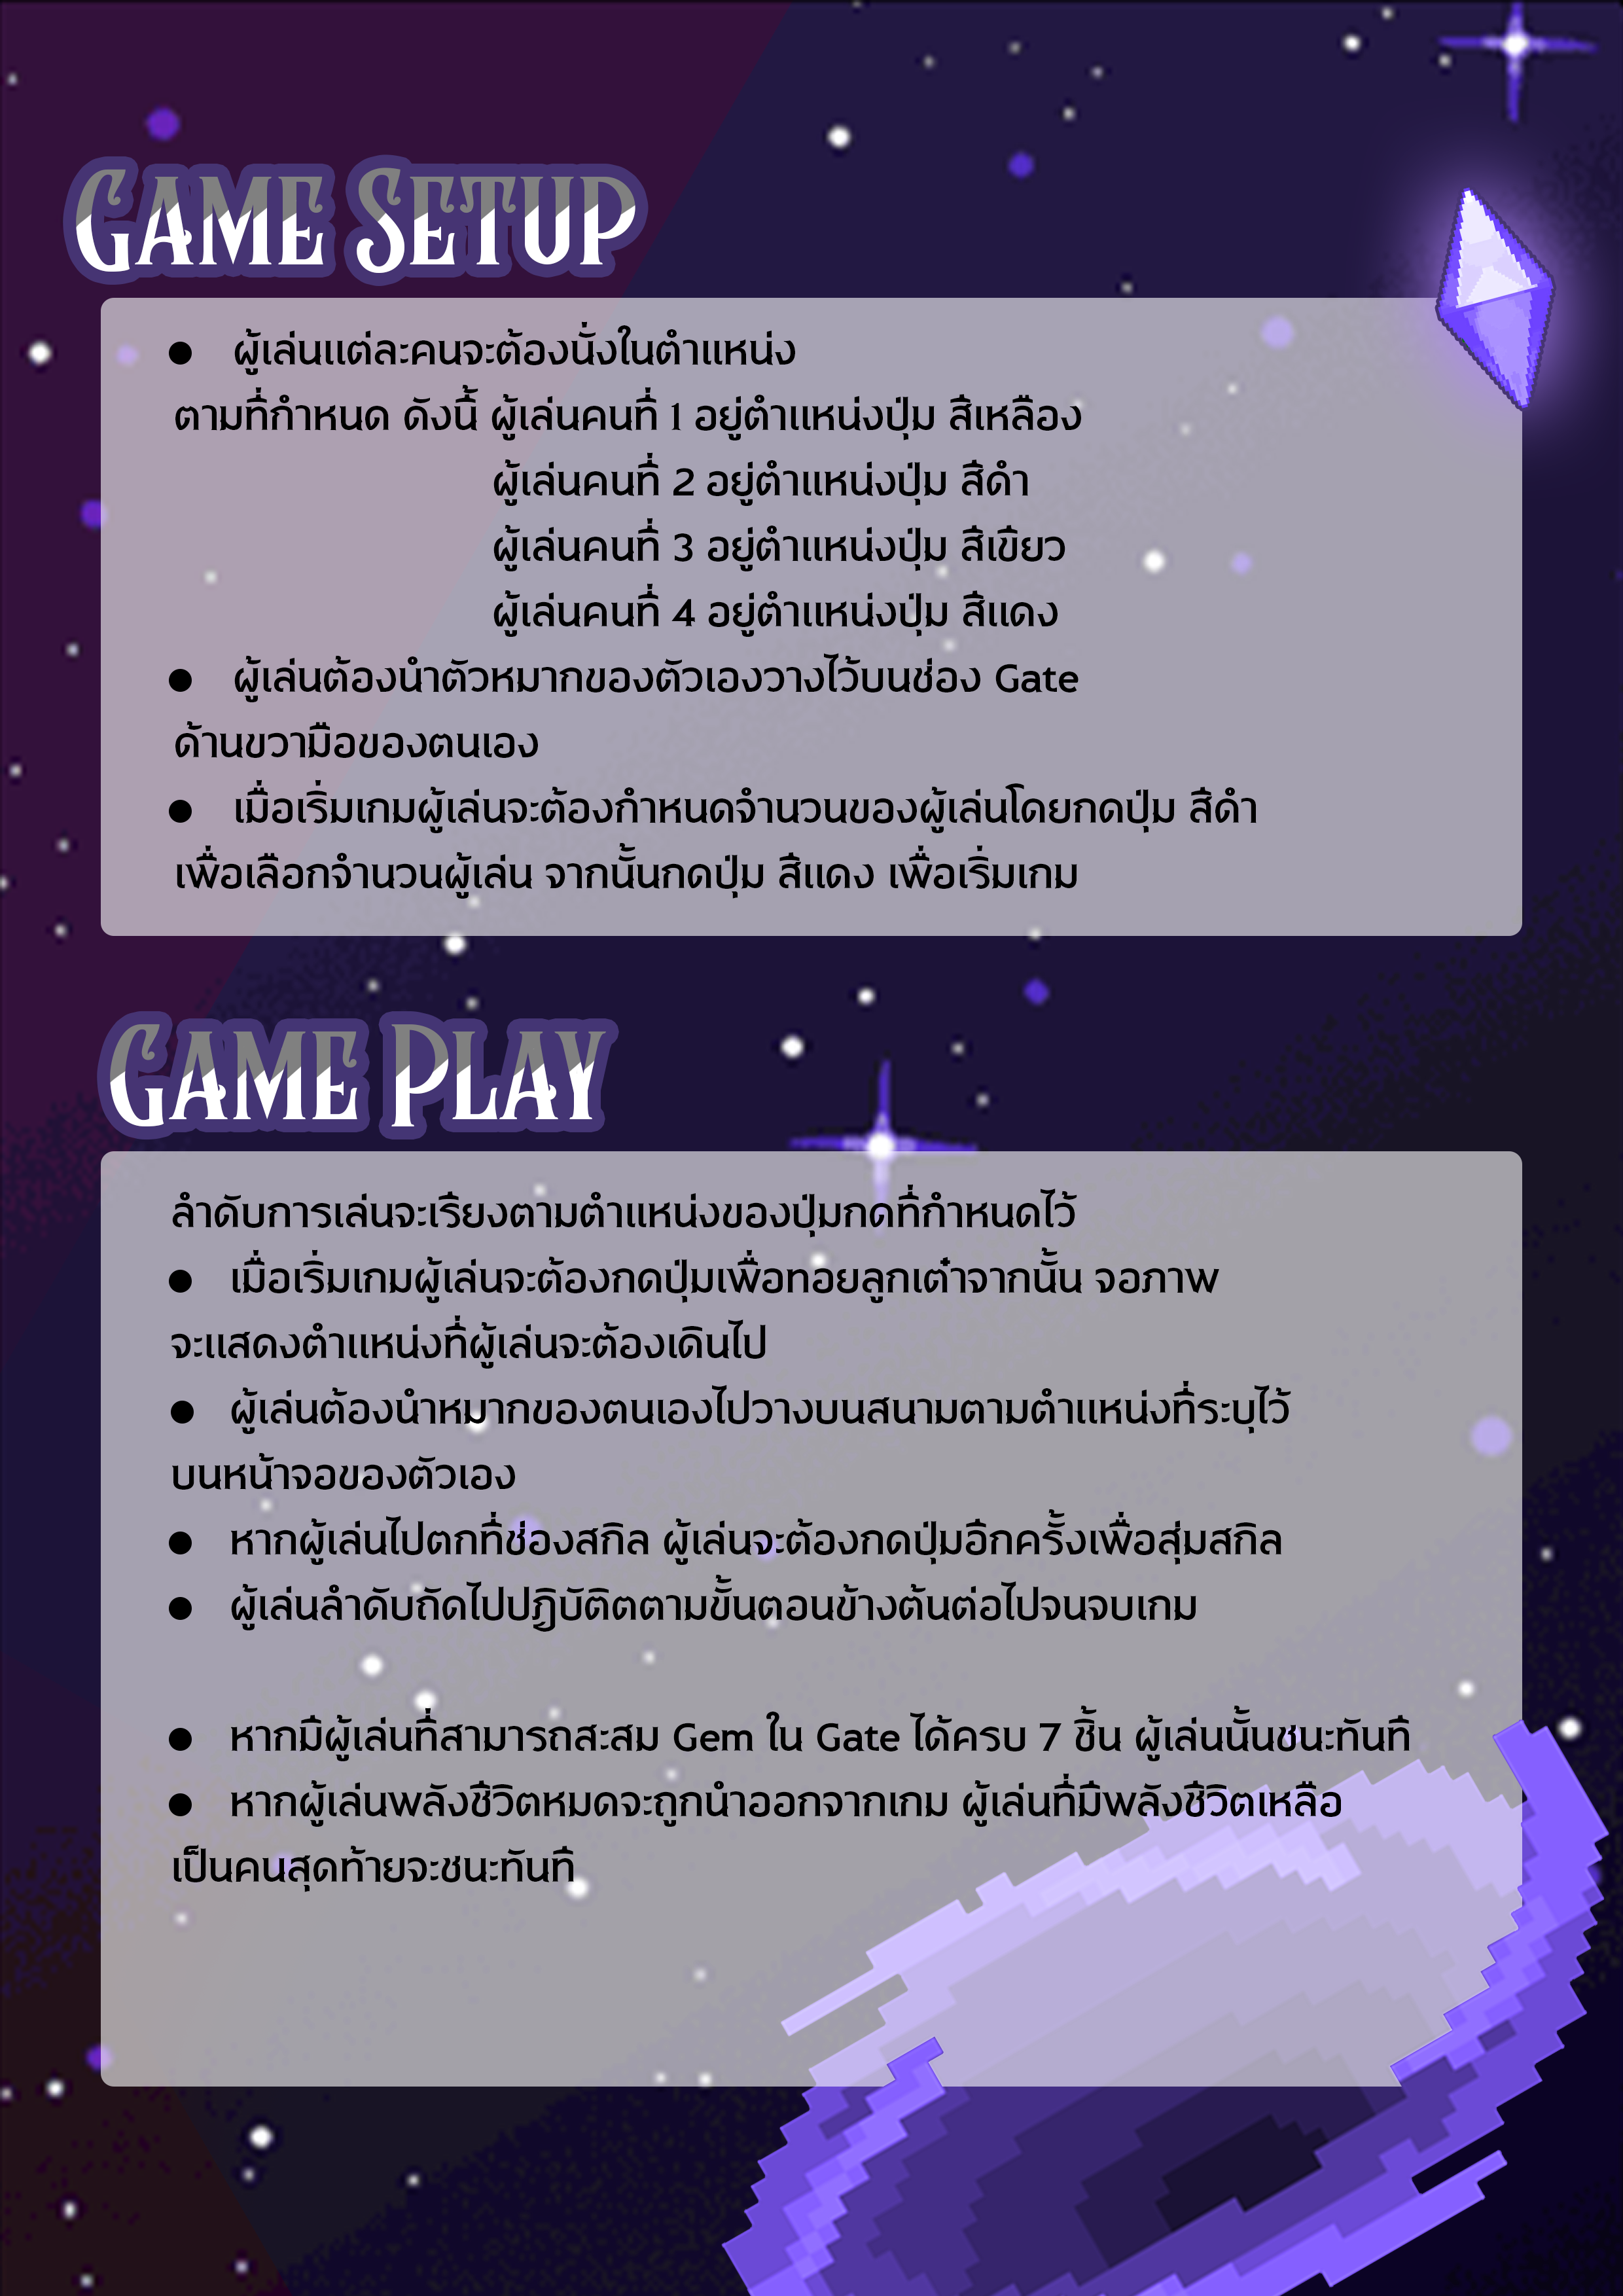 GAME SETUP
● ผู้เล่นแต่ละคนจะต้องนั่งในตำแหน่ง
ตามที่กำหนด ดังนี้ ผู้เล่นคนที่ 1 อยู่ตำแหน่งปุ่ม สีเหลือง
ผู้เล่นคนที่ 2 อยู่ตำแหน่งปุ่ม สีดำ
ผู้เล่นคนที่ 3 อยู่ตำแหน่งปุ่ม สีเขียว
ผู้เล่นคนที่ 4 อยู่ตำแหน่งปุ่ม สีแดง
● ผู้เล่นต้องนำตัวหมากของตัวเองวางไว้บนช่อง Gate
ด้านขวามือของตนเอง
● เมื่อเริ่มเกมผู้เล่นจะต้องกำหนดจำนวนของผู้เล่นโดยกดปุ่ม สีดำ
เพื่อเลือกจำนวนผู้เล่น จากนั้นกดปุ่ม สีแดง เพื่อเริ่มเกม
GAME PLAY
ลำดับการเล่นจะเรียงตามตำแหน่งของปุ่มกดที่กำหนดไว้
● เมื่อเริ่มเกมผู้เล่นจะต้องกดปุ่มเพื่อทอยลูกเต๋าจากนั้น จอภาพ
จะแสดงตำแหน่งที่ผู้เล่นจะต้องเดินไป
● ผู้เล่นต้องนำหมากของตนเองไปวางบนสนามตามตำแหน่งที่ระบุไว้
บนหน้าจอของตัวเอง
● หากผู้เล่นไปตกที่ช่องสกิล ผู้เล่นจะต้องกดปุ่มอีกครั้งเพื่อสุ่มสกิล
● ผู้เล่นลำดับถัดไปปฏิบัติตตามขั้นตอนข้างต้นต่อไปจนจบเกม
● หากมีผู้เล่นที่สามารถสะสม Gem ใน Gate ได้ครบ 7 ชิ้น ผู้เล่นนั้นชนะทันที
● หากผู้เล่นพลังชีวิตหมดจะถูกนำออกจากเกม ผู้เล่นที่มีพลังชีวิตเหลือ
เป็นคนสุดท้ายจะชนะทันที